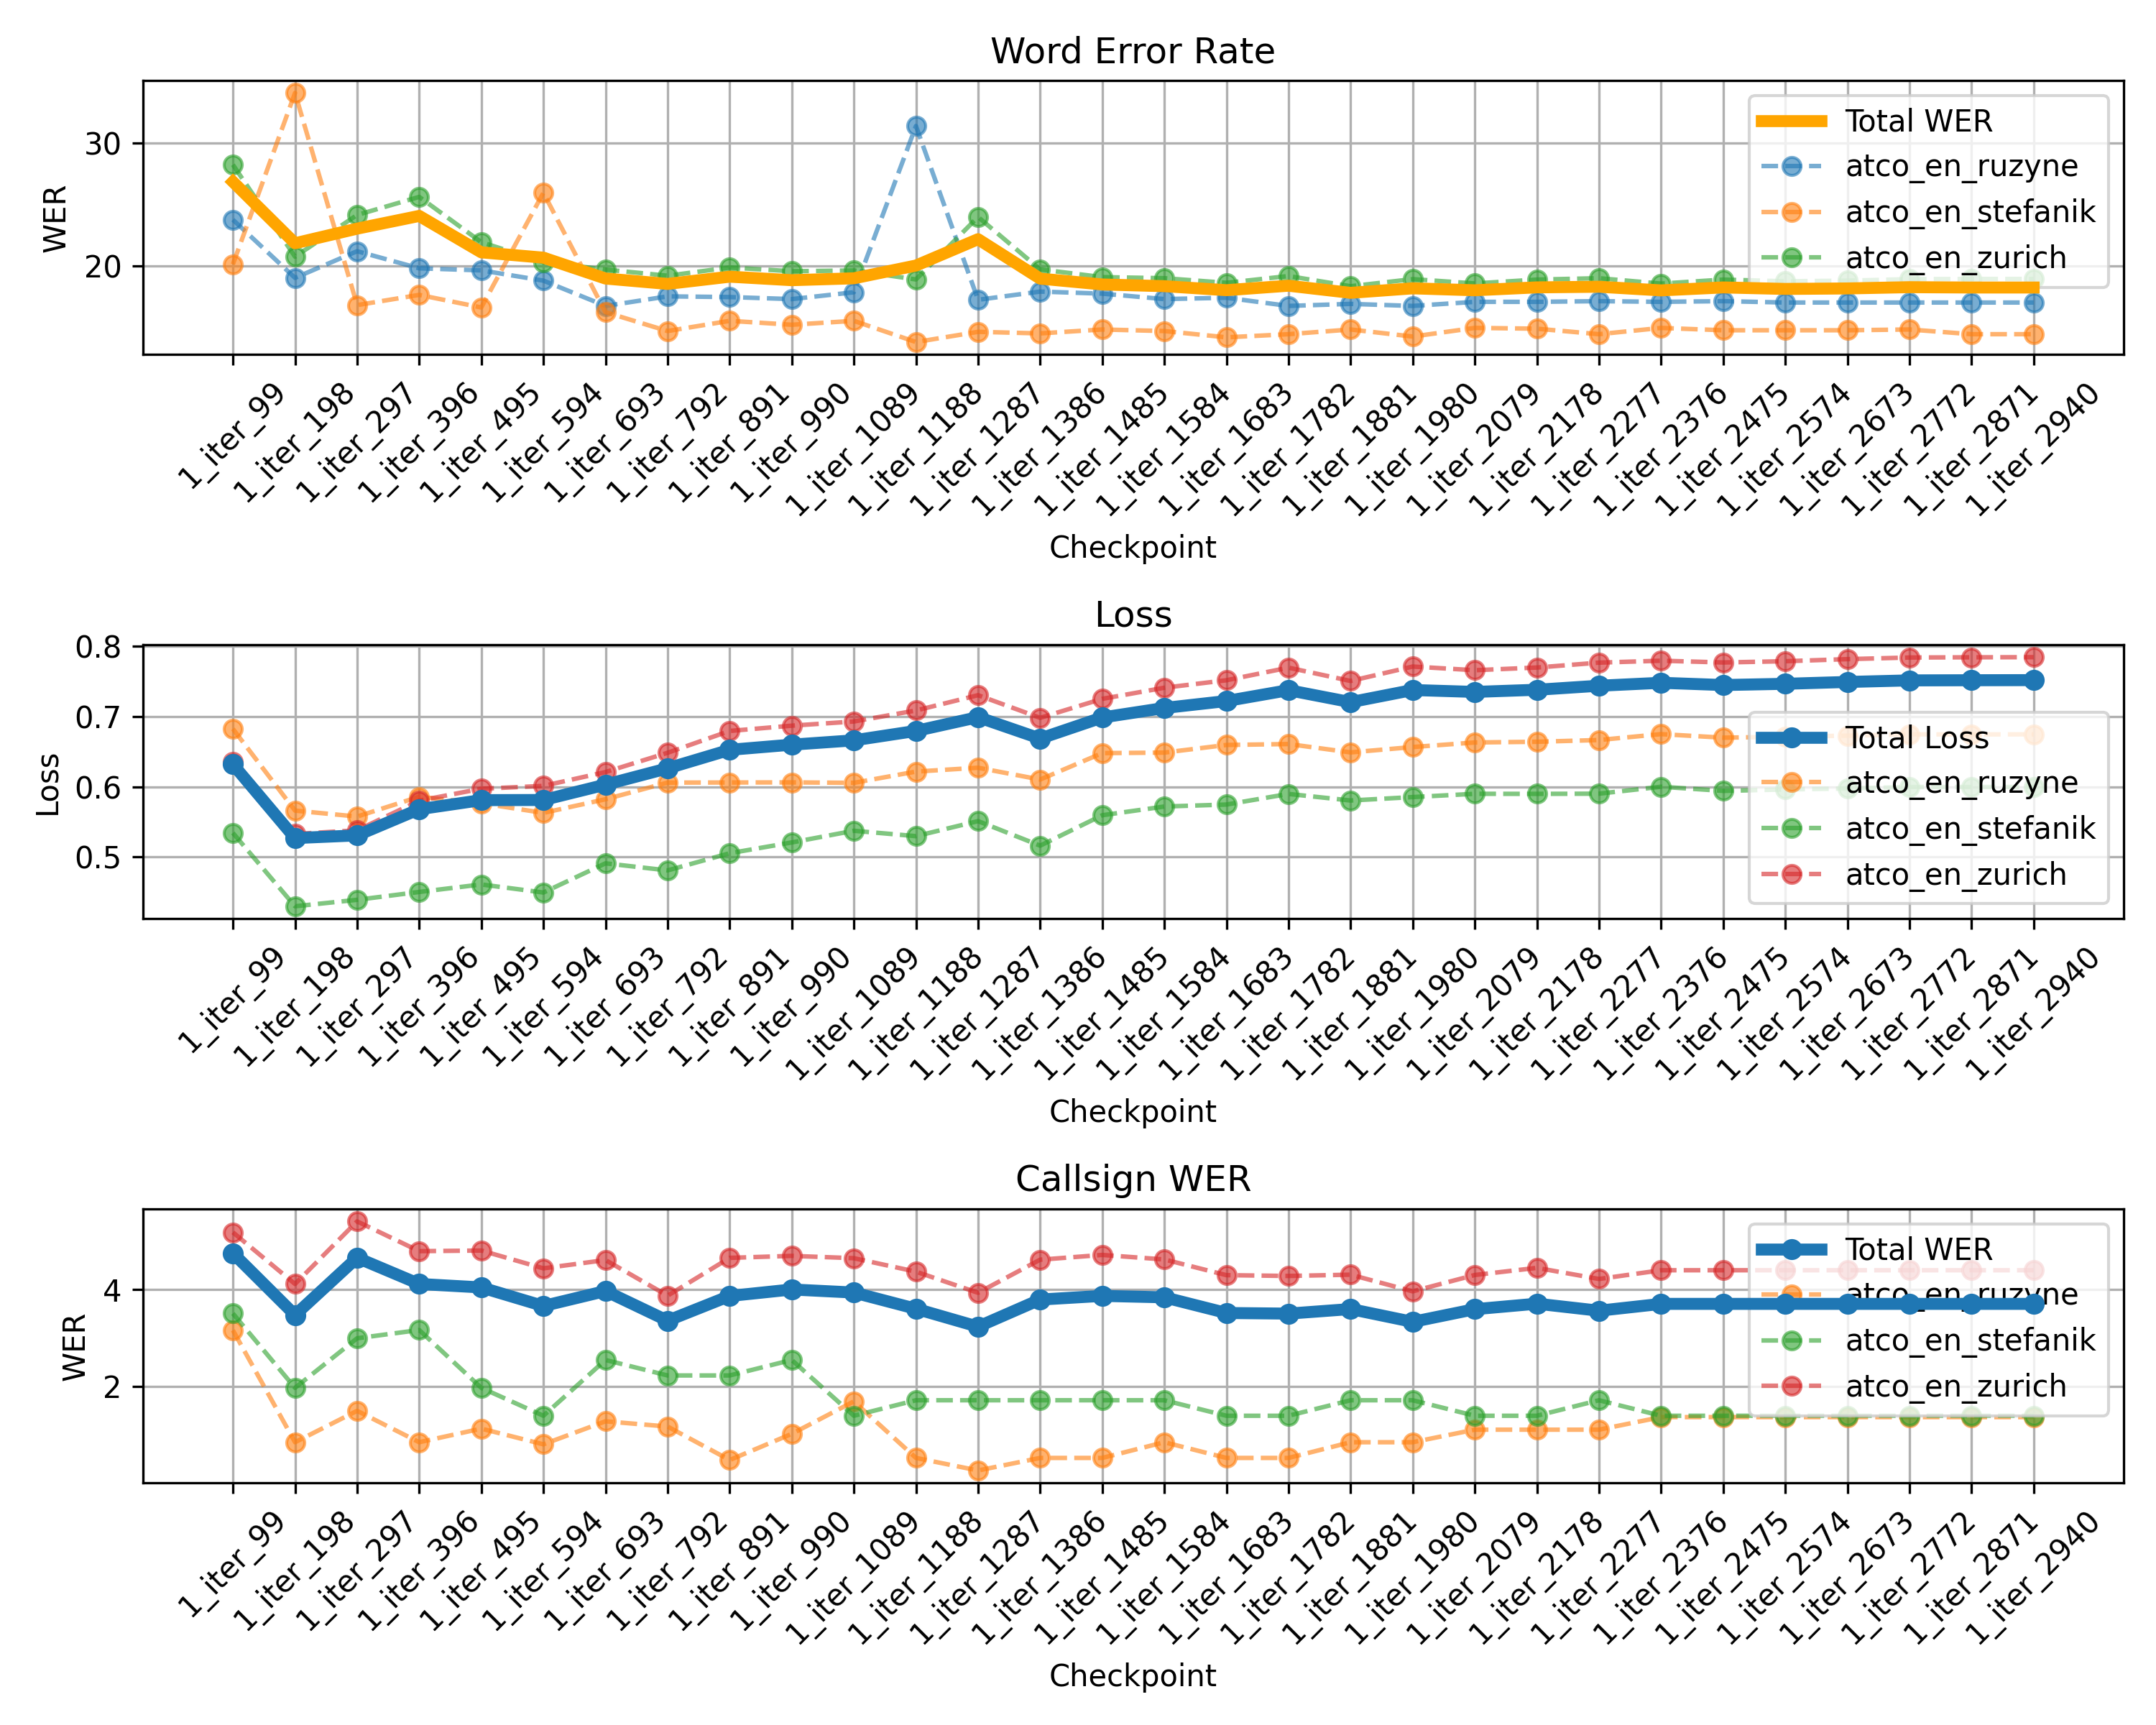 Word Error Rate
WER
30
20
Total WER
atco_en_ruzyne
atco_en_stefanik
atco_en_zurich
1_iter_99
1_iter_198
1_iter_297
1_iter_396
1_iter_495
1_iter_594
1_iter_693
1_iter_792
1_iter_891
1_iter_990
1_iter_1089
1_iter_1188
1_iter_1287
1_iter_1386
1_iter_1485
1_iter_1584
1_iter_1683
1_iter_1782
1_iter_1881
1_iter_1980
1_iter_2079
1_iter_2178
1_iter_2277
1_iter_2376
1_iter_2475
1_iter_2574
1_iter_2673
1_iter_2772
1_iter_2871
1_iter_2940
Checkpoint
Loss
Loss
0.8
0.7
0.6
0.5
Total Loss
atco_en_ruzyne
atco_en_stefanik
atco_en_zurich
1_iter_99
1_iter_198
1_iter_297
1_iter_396
1_iter_495
1_iter_594
1_iter_693
1_iter_792
1_iter_891
1_iter_990
1_iter_1089
1_iter_1188
1_iter_1287
1_iter_1386
1_iter_1485
1_iter_1584
1_iter_1683
1_iter_1782
1_iter_1881
1_iter_1980
1_iter_2079
1_iter_2178
1_iter_2277
1_iter_2376
1_iter_2475
1_iter_2574
1_iter_2673
1_iter_2772
1_iter_2871
1_iter_2940
Checkpoint
Callsign WER
WER
4
2
Total WER
atco_en_ruzyne
atco_en_stefanik
atco_en_zurich
1_iter_99
1_iter_198
1_iter_297
1_iter_396
1_iter_495
1_iter_594
1_iter_693
1_iter_792
1_iter_891
1_iter_990
1_iter_1089
1_iter_1188
1_iter_1287
1_iter_1386
1_iter_1485
1_iter_1584
1_iter_1683
1_iter_1782
1_iter_1881
1_iter_1980
1_iter_2079
1_iter_2178
1_iter_2277
1_iter_2376
1_iter_2475
1_iter_2574
1_iter_2673
1_iter_2772
1_iter_2871
1_iter_2940
Checkpoint